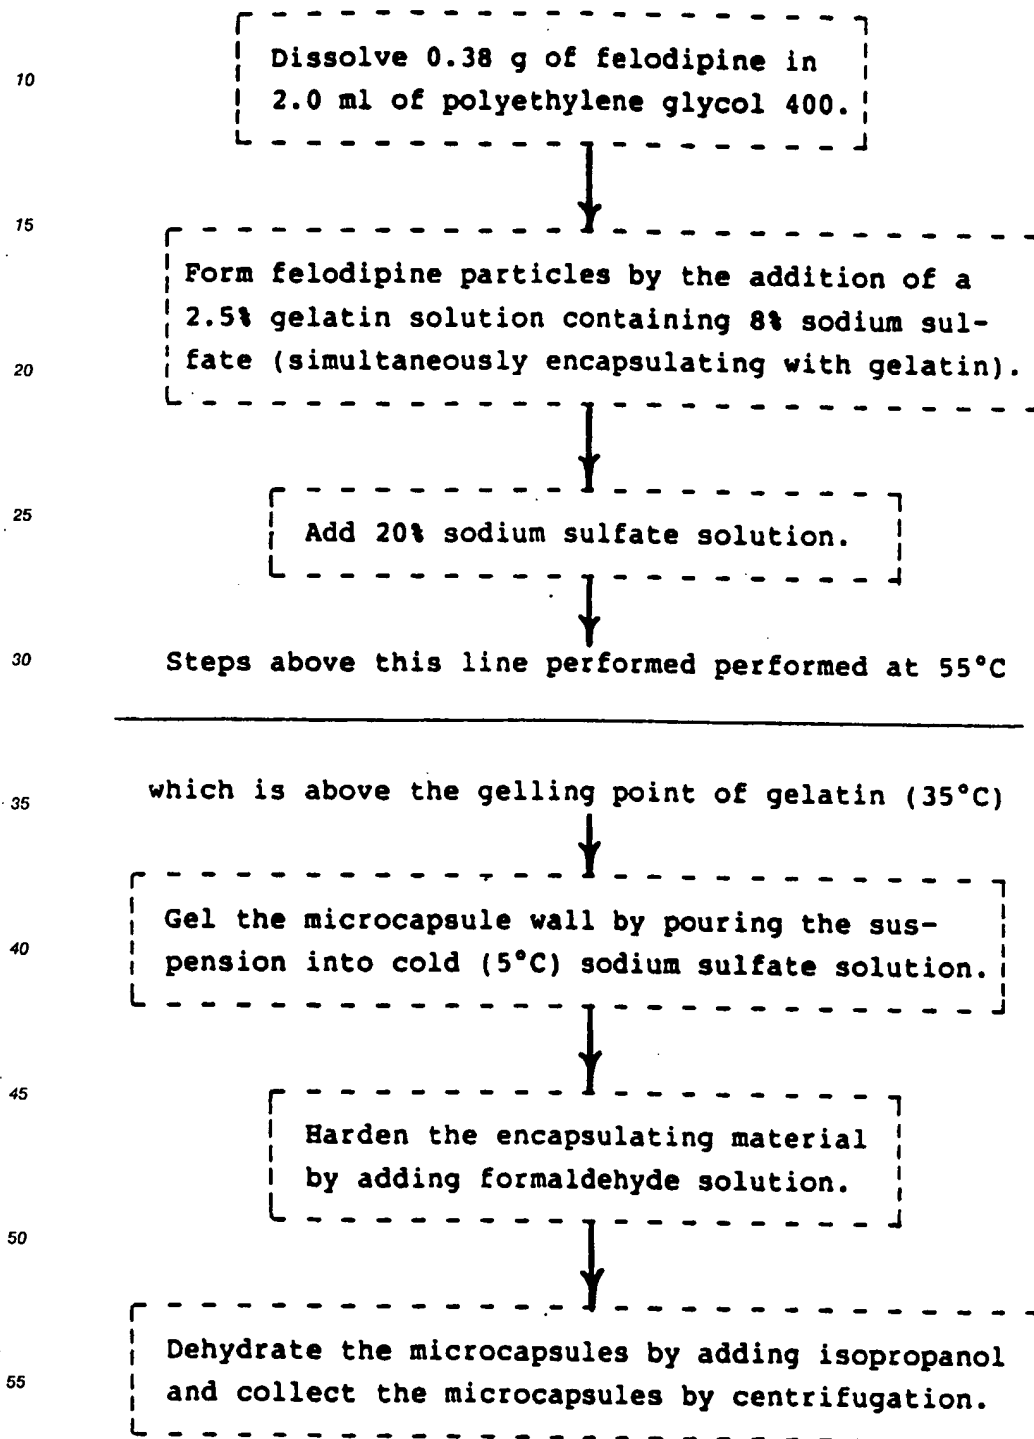 10
Dissolve 0.38 g of felodipine in
2.0 ml of polyethylene glycol 400.
15
Form felodipine particles by the addition of a
2.5% gelatin solution containing 8% sodium sul-
20
fate (simultaneously encapsulating with gelatin).
25
Add 20% sodium sulfate solution.
30
Steps above this line performed performed at 55°C
35
which is above the gelling point of gelatin (35°C)
Gel the microcapsule wall by pouring the sus-
40
pension into cold (5°C) sodium sulfate solution.
45
Harden the encapsulating material
by adding formaldehyde solution.
50
Dehydrate the microcapsules by adding isopropanol
55
and collect the microcapsules by centrifugation.